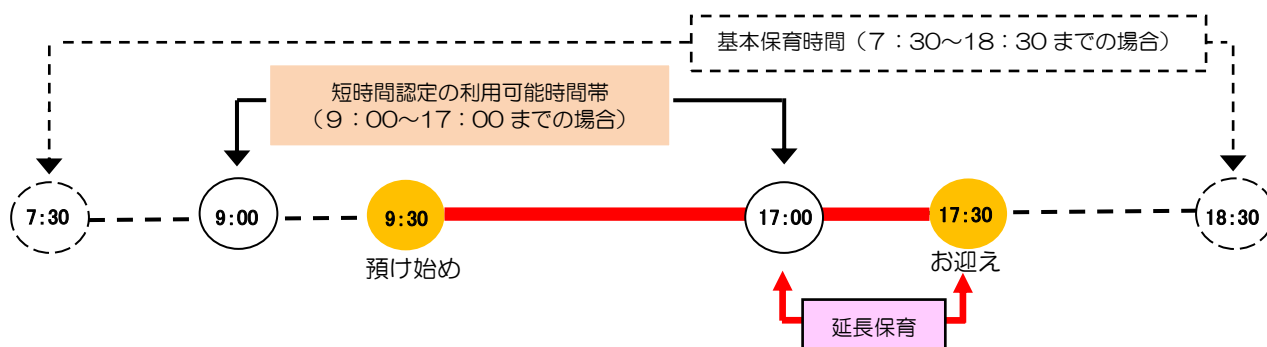 基本保育時間（7：30～18：30 までの場合）
短時間認定の利用可能時間帯
（9：00～17：00 までの場合）
7:30
9:00
9:30
17:00
17:30
18:30
預け始め
お迎え
延長保育